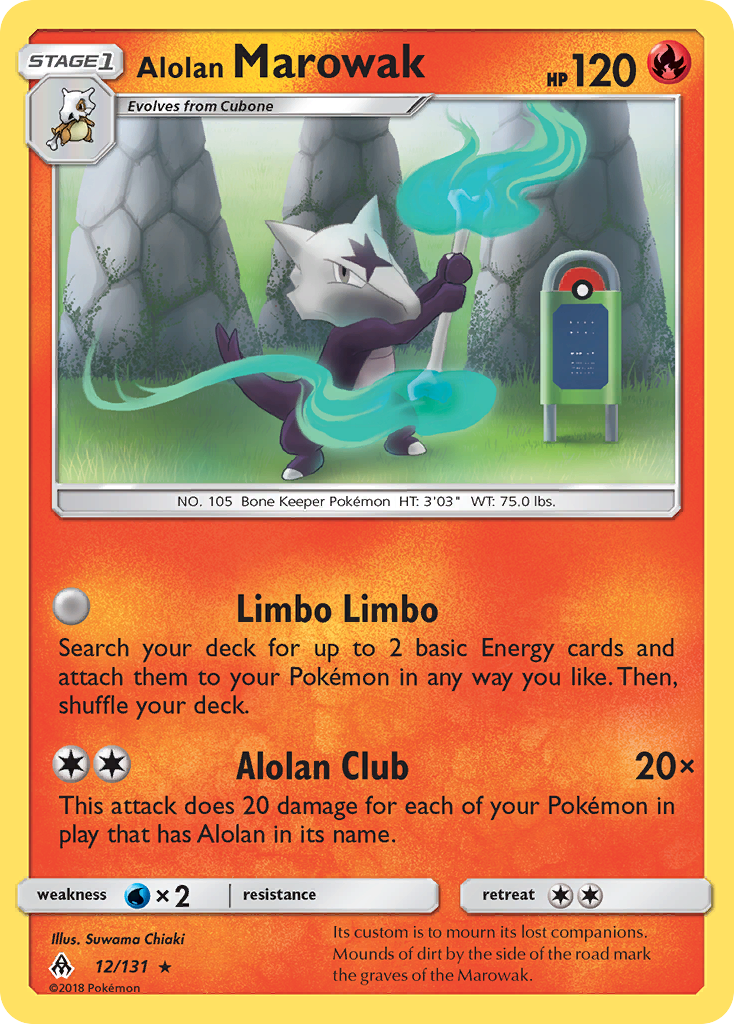 STAGE1
Alolan Marowak
HP 120
Evolves from Cubone
NO. 105 Bone Keeper Pokémon HT: 3'03" WT: 75.0 lbs.
Limbo Limbo
Search your deck for up to 2 basic Energy cards and
attach them to your Pokémon in any way you like. Then,
shuffle your deck.
Alolan Club 20×
This attack does 20 damage for each of your Pokémon in
play that has Alolan in its name.
weakness ×2 resistance retreat
Illus. Suwama Chiaki
12/131
©2018 Pokémon
Its custom is to mourn its lost companions.
Mounds of dirt by the side of the road mark
the graves of the Marowak.